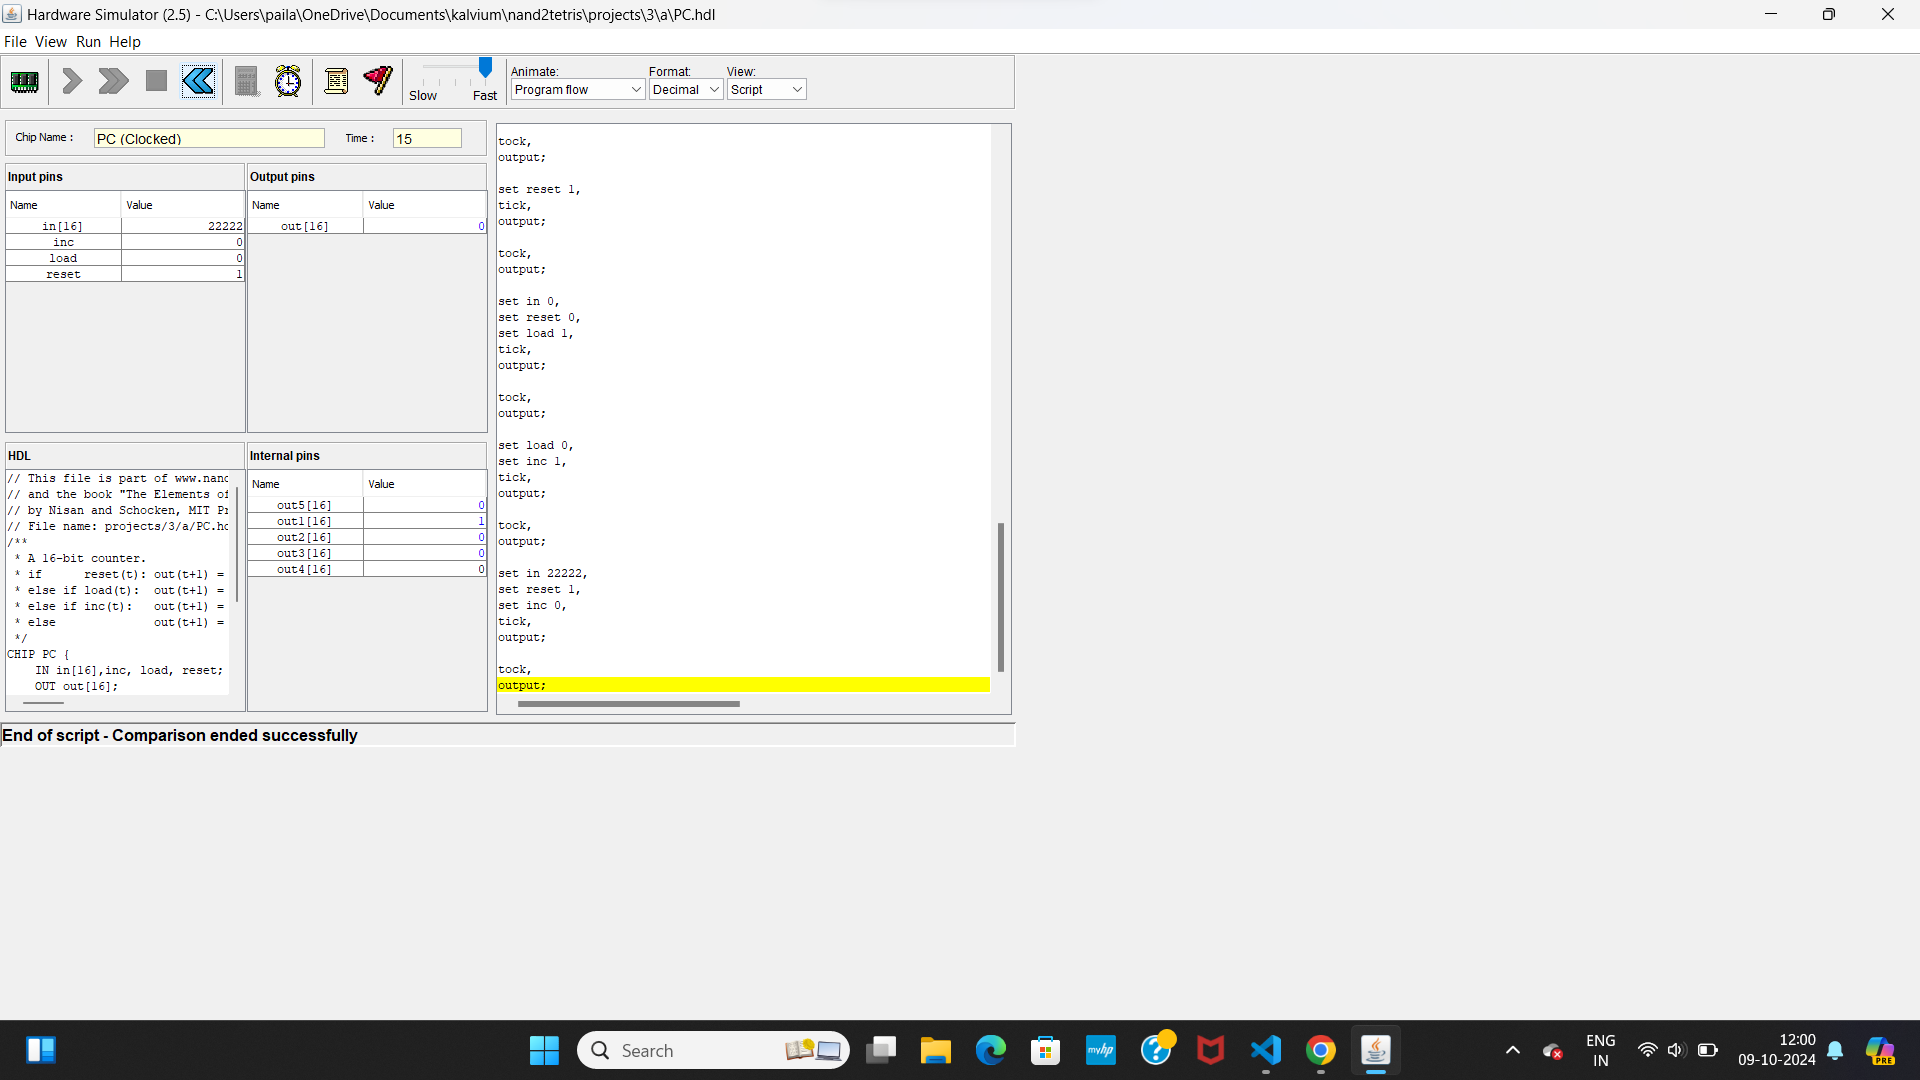 Hardware Simulator (2.5) - C:\Users\paila\OneDrive\Documents\kalvium\nand2tetris\projects\3\a\PC.hdl
File View Run Help
Slow Fast
Animate: Format: View:
Program flow Decimal Script
Chip Name : PC (Clocked) Time : 15
Input pins
Name Value
in[16] 22222
inc 0
load 0
reset 1
Output pins
Name Value
out[16] 0
HDL
// This file is part of www.nand
// and the book "The Elements of
// by Nisan and Schocken, MIT Pr
// File name: projects/3/a/PC.hd
/**
* A 16-bit counter.
* if reset(t): out(t+1) =
* else if load(t): out(t+1) =
* else if inc(t): out(t+1) =
* else out(t+1) =
*/
CHIP PC {
IN in[16],inc, load, reset;
OUT out[16];
Internal pins
Name Value
out5[16] 0
out1[16] 1
out2[16] 0
out3[16] 0
out4[16] 0
tock,
output;
set reset 1,
tick,
output;
tock,
output;
set in 0,
set reset 0,
set load 1,
tick,
output;
tock,
output;
set load 0,
set inc 1,
tick,
output;
tock,
output;
set in 22222,
set reset 1,
set inc 0,
tick,
output;
tock,
output;
End of script - Comparison ended successfully
Search
myhp
ENG
IN
12:00
09-10-2024
PRE